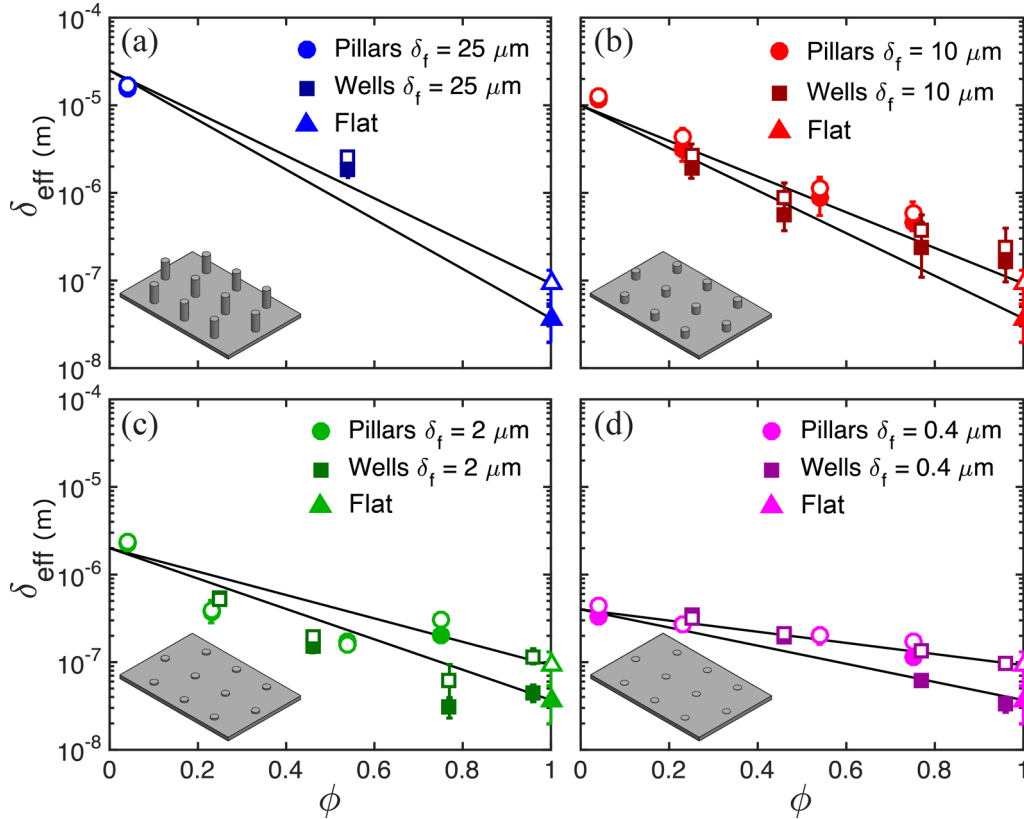 (a)
Pillars δf = 25 μm
Wells δf = 25 μm
Flat
(b)
Pillars δf = 10 μm
Wells δf = 10 μm
Flat
δeff (m)
10-4
10-5
10-6
10-7
10-8
(c)
Pillars δf = 2 μm
Wells δf = 2 μm
Flat
(d)
Pillars δf = 0.4 μm
Wells δf = 0.4 μm
Flat
δeff (m)
10-4
10-5
10-6
10-7
10-8
0 0.2 0.4 0.6 0.8 1
0 0.2 0.4 0.6 0.8 1
ϕ
ϕ